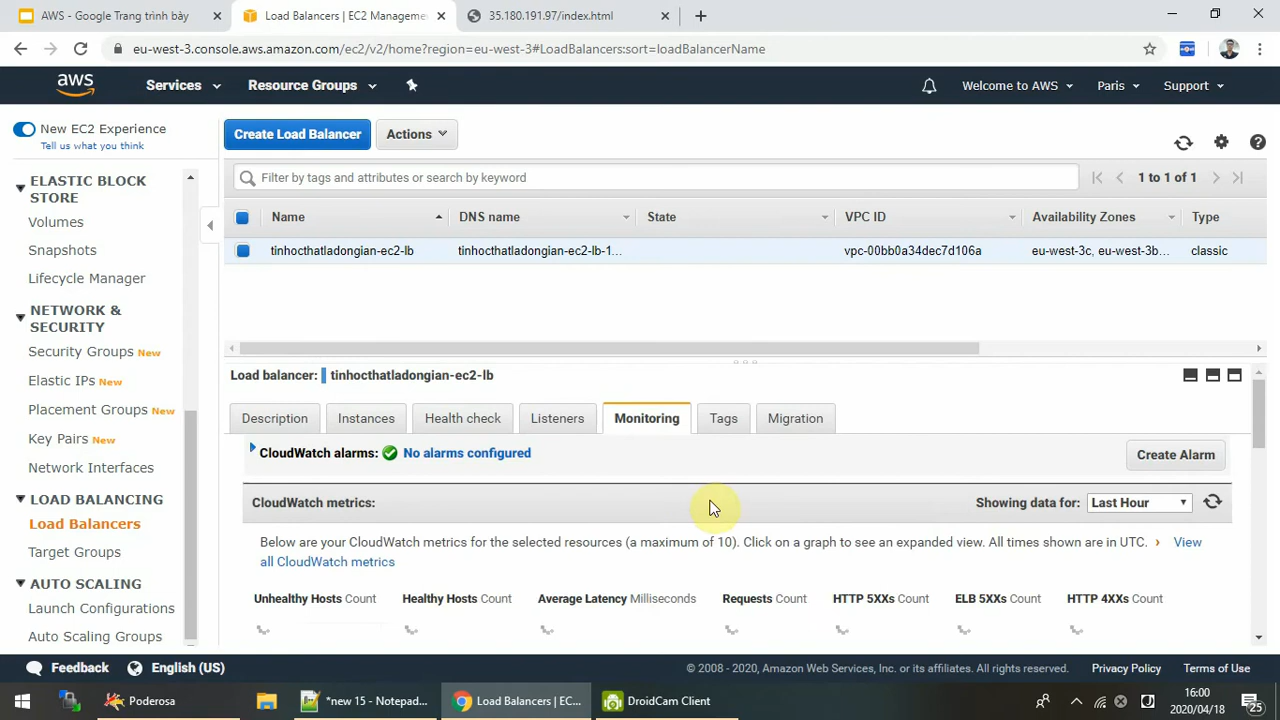 AWS - Google Trang trình bày
Load Balancers | EC2 Manageme
35.180.191.97/index.html
eu-west-3.console.aws.amazon.com/ec2/v2/home?region=eu-west-3#LoadBalancers:sort=loadBalancerName
aws
Services
Resource Groups
Welcome to AWS
Paris
Support
New EC2 Experience
Tell us what you think
ELASTIC BLOCK
STORE
Volumes
Snapshots
Lifecycle Manager
NETWORK &
SECURITY
Security Groups New
Elastic IPs New
Placement Groups New
Key Pairs New
Network Interfaces
LOAD BALANCING
Load Balancers
Target Groups
AUTO SCALING
Launch Configurations
Auto Scaling Groups
Create Load Balancer
Actions
Filter by tags and attributes or search by keyword
1 to 1 of 1
Name DNS name State VPC ID Availability Zones Type
tinhocthatladongian-ec2-lb tinhocthatladongian-ec2-lb-1... vpc-00bb0a34dec7d106a eu-west-3c, eu-west-3b... classic
Load balancer: tinhocthatladongian-ec2-lb
Description Instances Health check Listeners Monitoring Tags Migration
CloudWatch alarms: No alarms configured
Create Alarm
CloudWatch metrics:
Showing data for: Last Hour
Below are your CloudWatch metrics for the selected resources (a maximum of 10). Click on a graph to see an expanded view. All times shown are in UTC. › View
all CloudWatch metrics
Unhealthy Hosts Count Healthy Hosts Count Average Latency Milliseconds Requests Count HTTP 5XXs Count ELB 5XXs Count HTTP 4XXs Count
Feedback
English (US)
© 2008 - 2020, Amazon Web Services, Inc. or its affiliates. All rights reserved.
Privacy Policy
Terms of Use
Poderosa
*new 15 - Notepad...
Load Balancers | EC...
DroidCam Client
16:00
2020/04/18
25